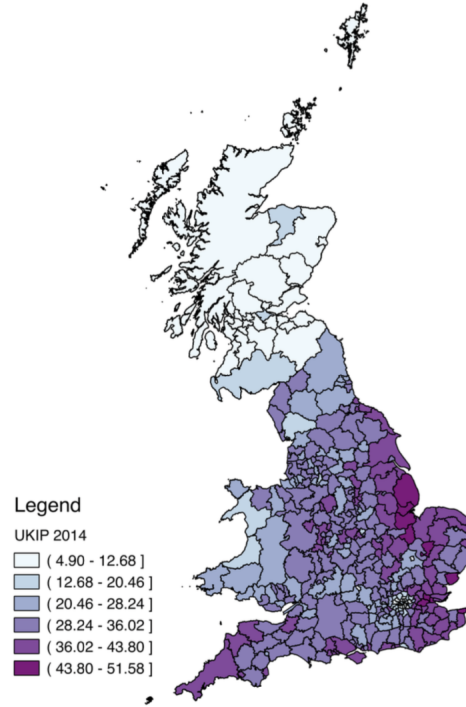 Legend
UKIP 2014
( 4.90 - 12.68 ]
( 12.68 - 20.46 ]
( 20.46 - 28.24 ]
( 28.24 - 36.02 ]
( 36.02 - 43.80 ]
( 43.80 - 51.58 ]